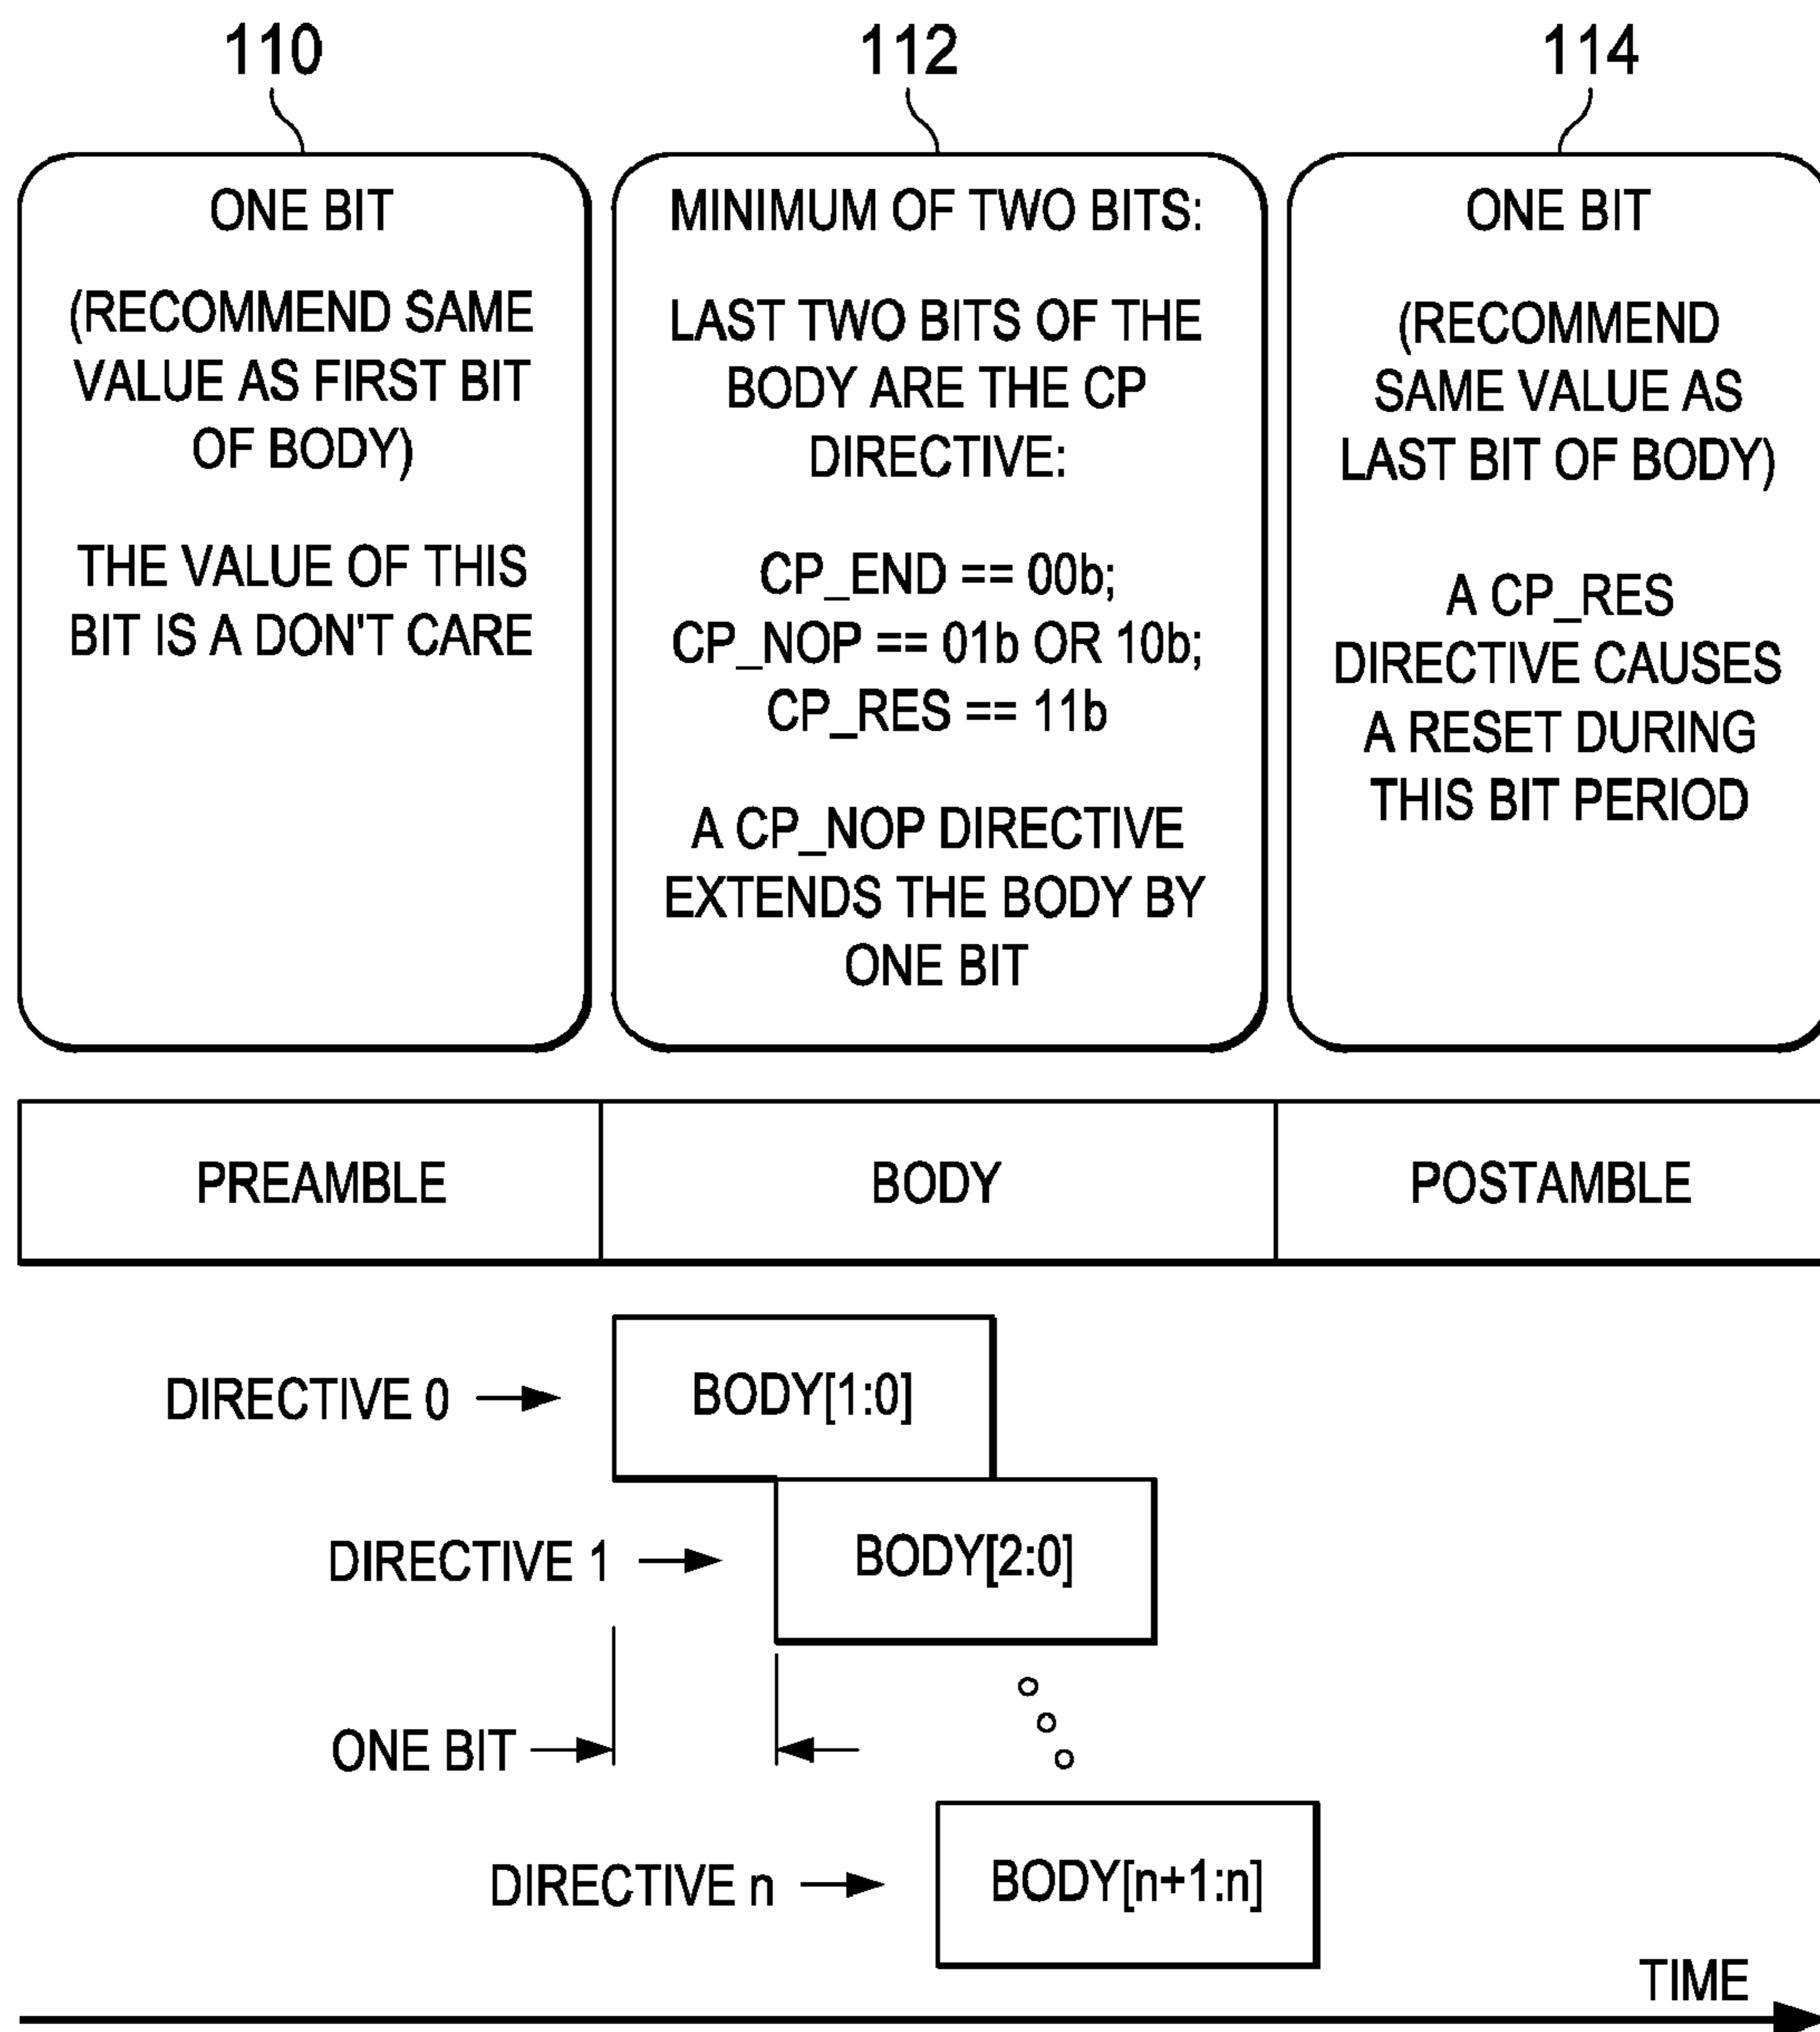 110
112
114
ONE BIT
(RECOMMEND SAME
VALUE AS FIRST BIT
OF BODY)
THE VALUE OF THIS
BIT IS A DON'T CARE
MINIMUM OF TWO BITS:
LAST TWO BITS OF THE
BODY ARE THE CP
DIRECTIVE:
CP_END == 00b;
CP_NOP == 01b OR 10b;
CP_RES == 11b
A CP_NOP DIRECTIVE
EXTENDS THE BODY BY
ONE BIT
ONE BIT
(RECOMMEND
SAME VALUE AS
LAST BIT OF BODY)
A CP_RES
DIRECTIVE CAUSES
A RESET DURING
THIS BIT PERIOD
PREAMBLE
BODY
POSTAMBLE
DIRECTIVE 0
BODY[1:0]
DIRECTIVE 1
BODY[2:0]
ONE BIT
DIRECTIVE n
BODY[n+1:n]
TIME